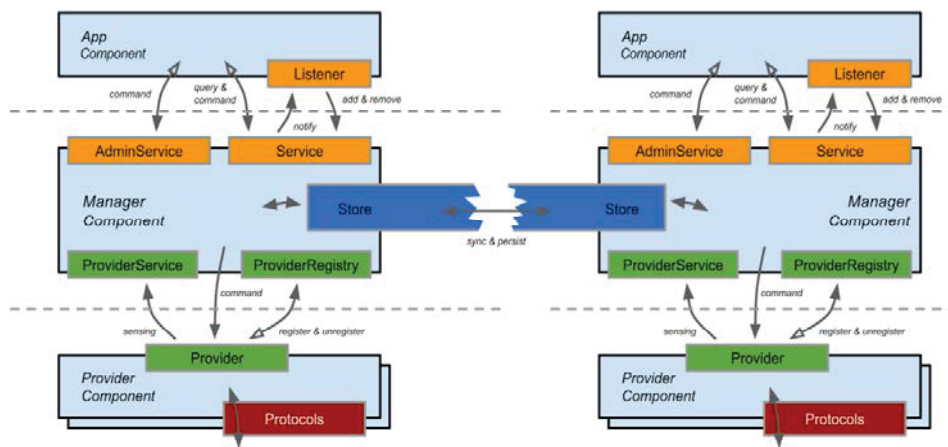 App
Component
Listener
command
query &
command
add & remove
notify
AdminService
Service
Manager
Component
Store
ProviderService
ProviderRegistry
command
sensing
register & unregister
Provider
Provider
Component
Protocols
sync & persist
App
Component
Listener
command
query &
command
add & remove
notify
AdminService
Service
Manager
Component
Store
ProviderService
ProviderRegistry
command
sensing
register & unregister
Provider
Provider
Component
Protocols